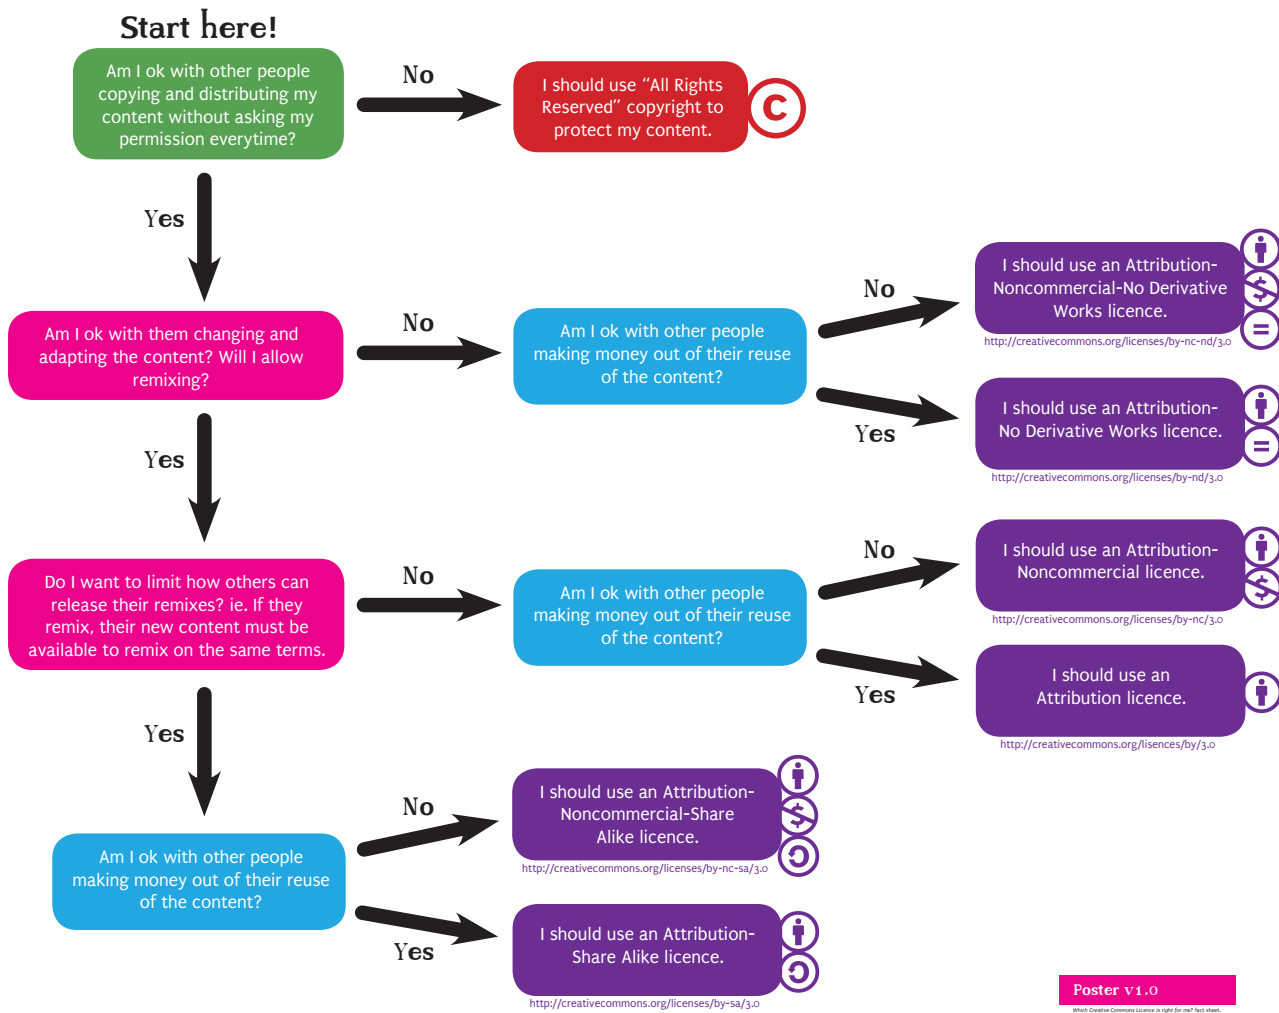 Start here!
Am I ok with other people
copying and distributing my
content without asking my
permission everytime?
No
I should use “All Rights
Reserved” copyright to
protect my content.
C
Yes
Am I ok with them changing and
adapting the content? Will I allow
remixing?
No
Am I ok with other people
making money out of their reuse
of the content?
No
I should use an Attribution-
Noncommercial-No Derivative
Works licence.
$
=
http://creativecommons.org/licenses/by-nc-nd/3.0
Yes
I should use an Attribution-
No Derivative Works licence.
=
http://creativecommons.org/licenses/by-nd/3.0
Yes
Do I want to limit how others can
release their remixes? ie. If they
remix, their new content must be
available to remix on the same terms.
No
Am I ok with other people
making money out of their reuse
of the content?
No
I should use an Attribution-
Noncommercial licence.
$
http://creativecommons.org/licenses/by-nc/3.0
Yes
I should use an
Attribution licence.
http://creativecommons.org/lisences/by/3.0
Yes
Am I ok with other people
making money out of their reuse
of the content?
No
I should use an Attribution-
Noncommercial-Share
Alike licence.
$
http://creativecommons.org/licenses/by-nc-sa/3.0
Yes
I should use an Attribution-
Share Alike licence.
http://creativecommons.org/licenses/by-sa/3.0
Poster v1.0
Which Creative Commons Licence is right for me? fact sheet.